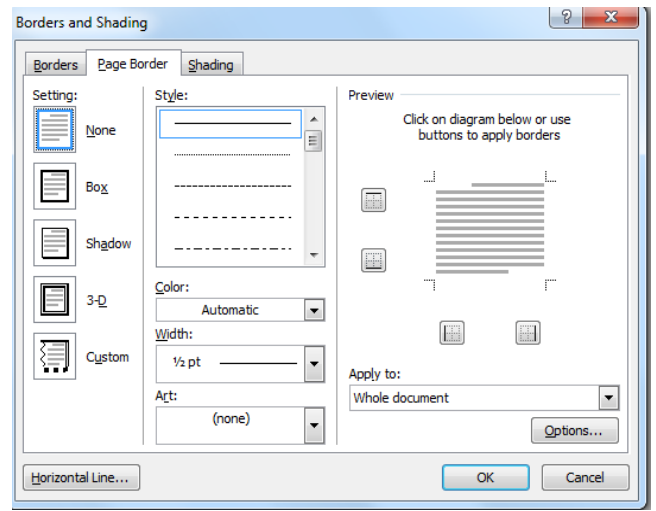 Borders and Shading
Borders
Page Border
Shading
Setting:
None
Box
Shadow
3-D
Custom
Style:
Color:
Automatic
Width:
½ pt
Art:
(none)
Preview
Click on diagram below or use
buttons to apply borders
Apply to:
Whole document
Options...
Horizontal Line...
OK
Cancel